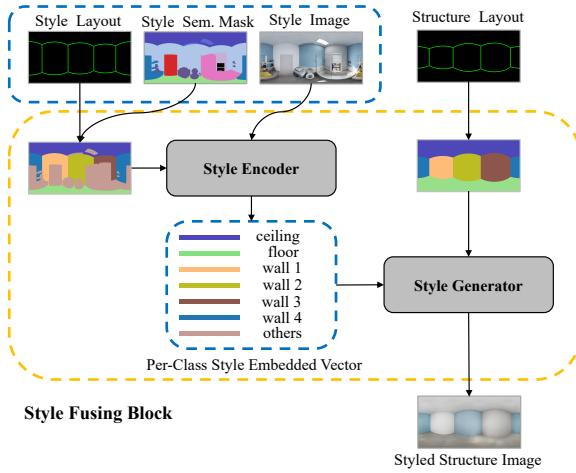 Style Layout
Style Sem. Mask
Style Image
Structure Layout
Style Encoder
ceiling
floor
wall 1
wall 2
wall 3
wall 4
others
Style Generator
Per-Class Style Embedded Vector
Style Fusing Block
Styled Structure Image